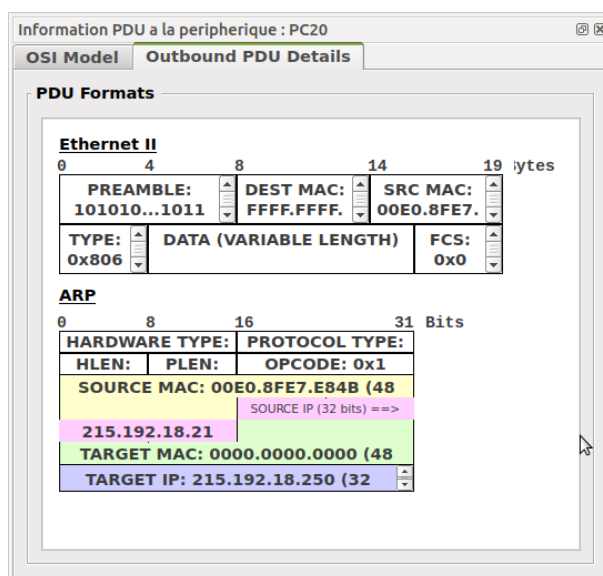 Information PDU a la peripherique : PC20
OSI Model Outbound PDU Details
PDU Formats
Ethernet II
0 4 8 14 19 Bytes
PREAMBLE: DEST MAC: SRC MAC:
101010...1011 FFFF.FFFF. 00E0.8FE7.
TYPE: DATA (VARIABLE LENGTH) FCS:
0x806 0x0
ARP
0 8 16 31 Bits
HARDWARE TYPE: PROTOCOL TYPE:
HLEN: PLEN: OPCODE: 0x1
SOURCE MAC: 00E0.8FE7.E84B (48
SOURCE IP (32 bits) ==>
215.192.18.21
TARGET MAC: 0000.0000.0000 (48
TARGET IP: 215.192.18.250 (32